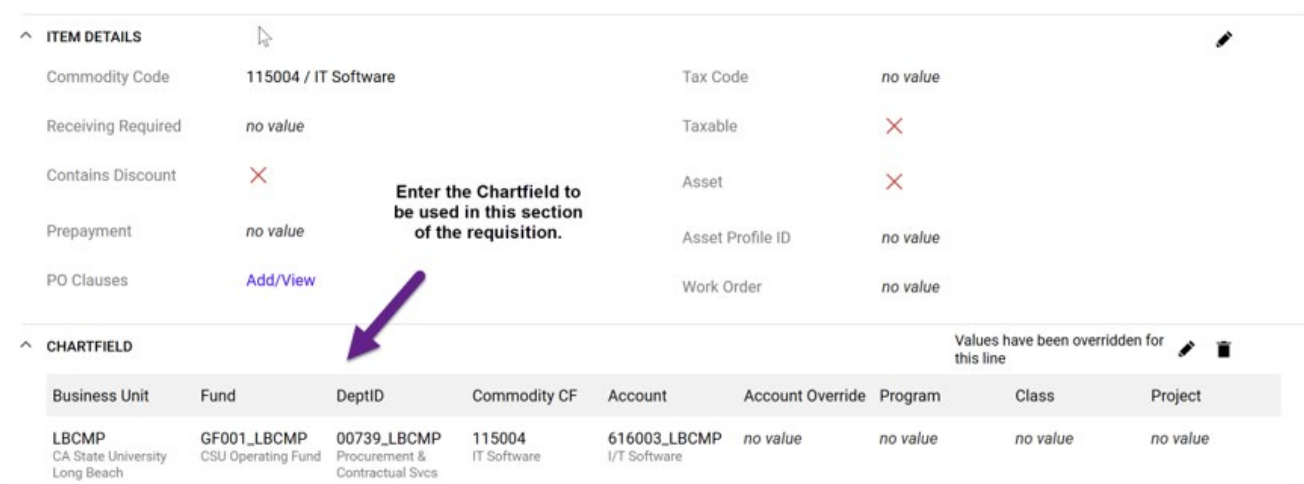 ITEM DETAILS
Commodity Code 115004 / IT Software Tax Code no value
Receiving Required no value Taxable
Contains Discount Asset
Enter the Chartfield to
be used in this section
of the requisition.
Prepayment no value Asset Profile ID no value
PO Clauses Add/View Work Order no value
CHARTFIELD Values have been overridden for
this line
Business Unit Fund DeptID Commodity CF Account Account Override Program Class Project
LBCMP GF001_LBCMP 00739_LBCMP 115004 616003_LBCMP no value no value no value no value
CA State University CSU Operating Fund Procurement & IT Software I/T Software
Long Beach Contractual Svcs